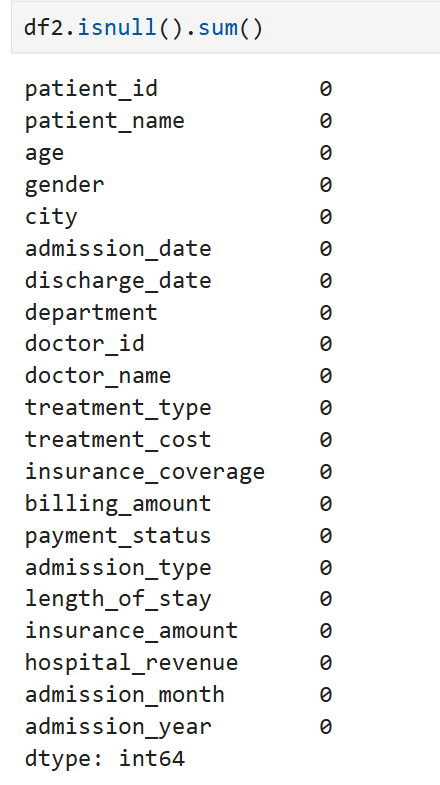 df2.isnull().sum()
patient_id 0
patient_name 0
age 0
gender 0
city 0
admission_date 0
discharge_date 0
department 0
doctor_id 0
doctor_name 0
treatment_type 0
treatment_cost 0
insurance_coverage 0
billing_amount 0
payment_status 0
admission_type 0
length_of_stay 0
insurance_amount 0
hospital_revenue 0
admission_month 0
admission_year 0
dtype: int64